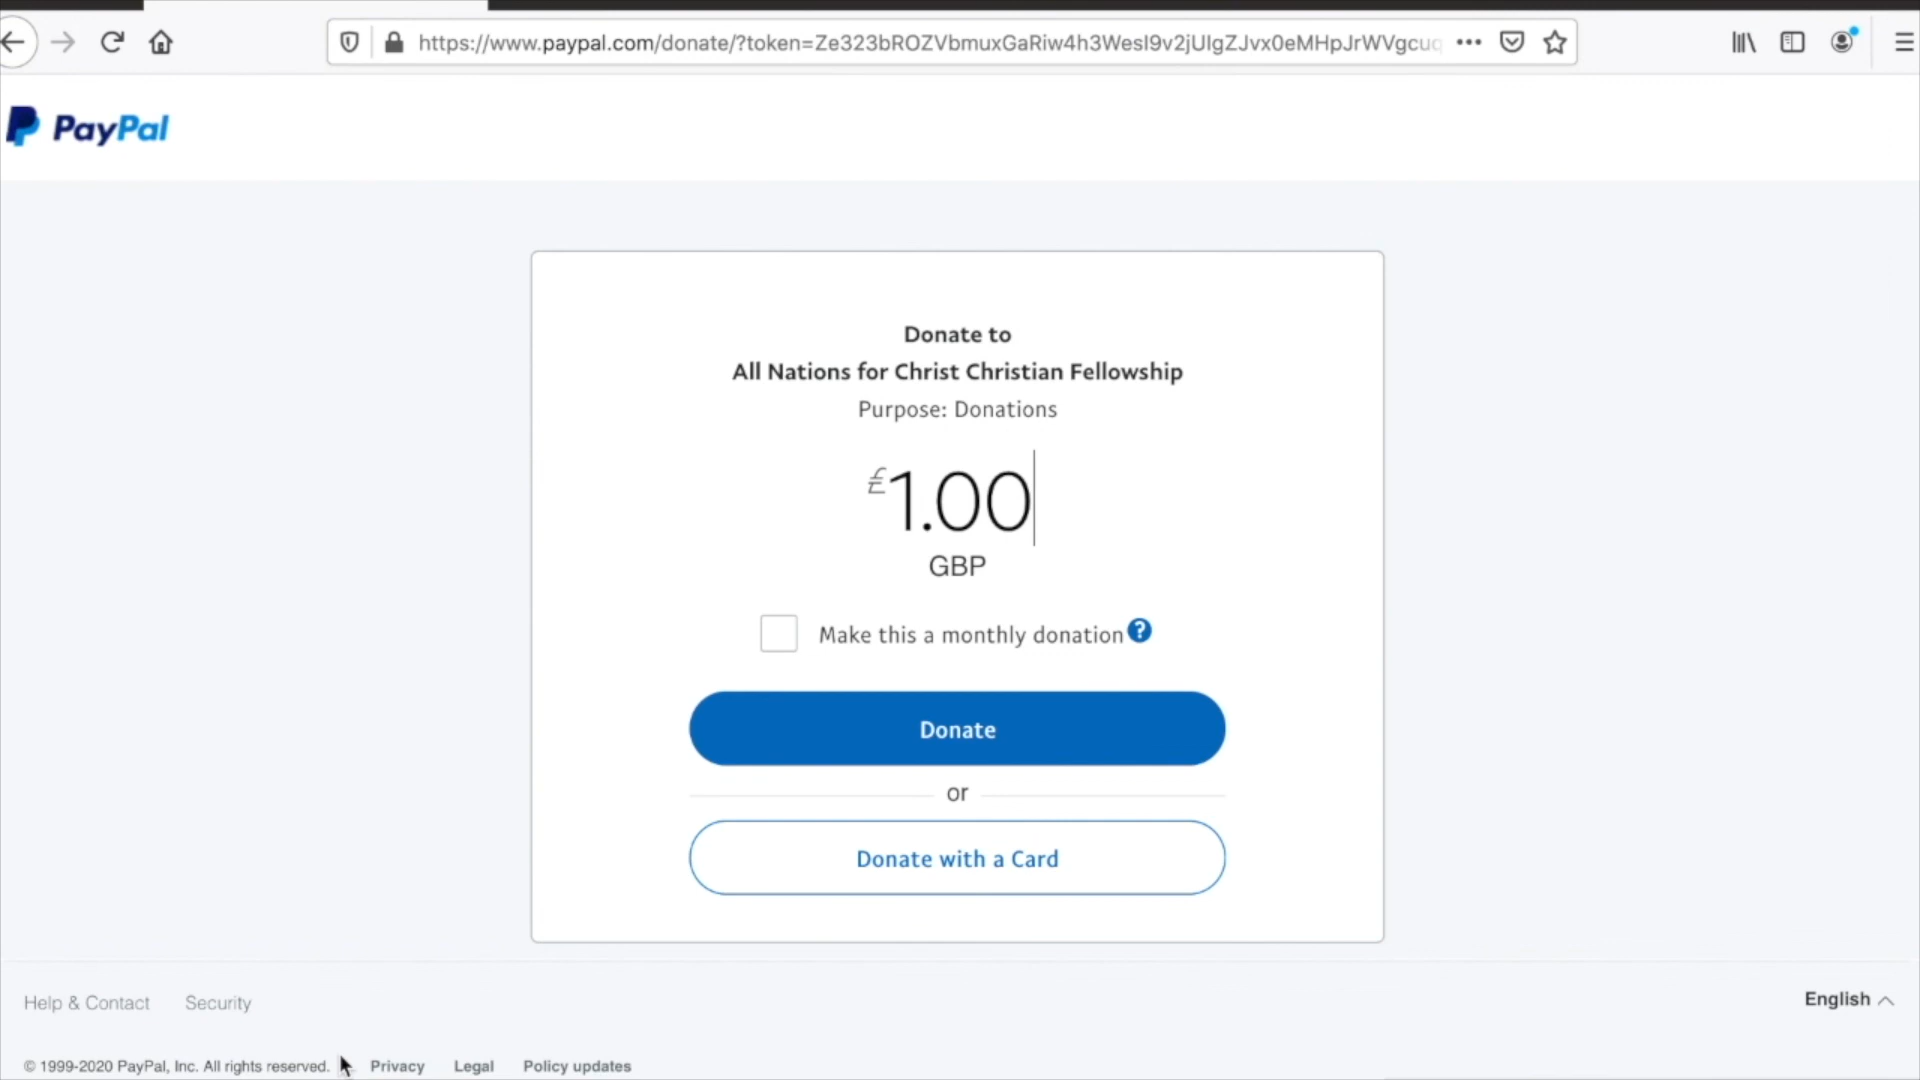 https://www.paypal.com/donate/?token=Ze323bROZVbmuxGaRiw4h3WesI9v2jUIgZJvx0eMHpJrWVgcuq
PayPal
Donate to
All Nations for Christ Christian Fellowship
Purpose: Donations
£1.00
GBP
Make this a monthly donation ?
Donate
or
Donate with a Card
Help & Contact Security
English
© 1999-2020 PayPal, Inc. All rights reserved. Privacy Legal Policy updates